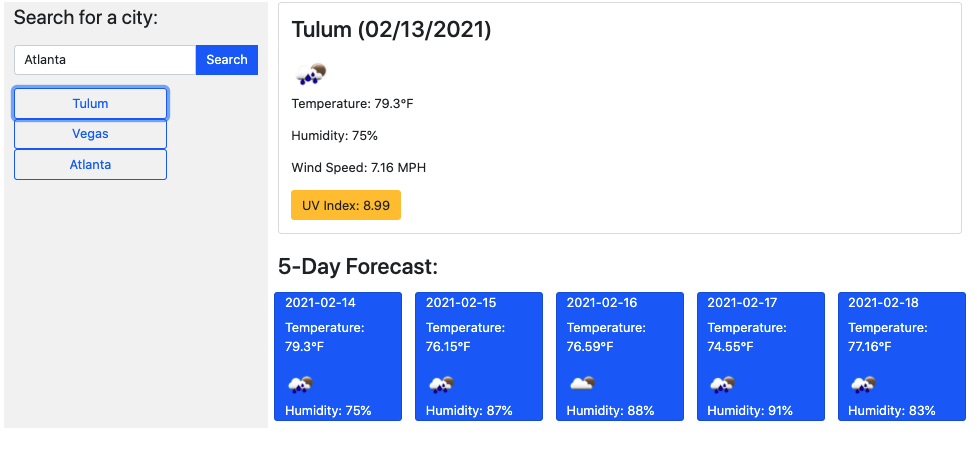 Search for a city:
Atlanta
Search
Tulum
Vegas
Atlanta
Tulum (02/13/2021)
Temperature: 79.3°F
Humidity: 75%
Wind Speed: 7.16 MPH
UV Index: 8.99
5-Day Forecast:
2021-02-14
Temperature:
79.3°F
Humidity: 75%
2021-02-15
Temperature:
76.15°F
Humidity: 87%
2021-02-16
Temperature:
76.59°F
Humidity: 88%
2021-02-17
Temperature:
74.55°F
Humidity: 91%
2021-02-18
Temperature:
77.16°F
Humidity: 83%